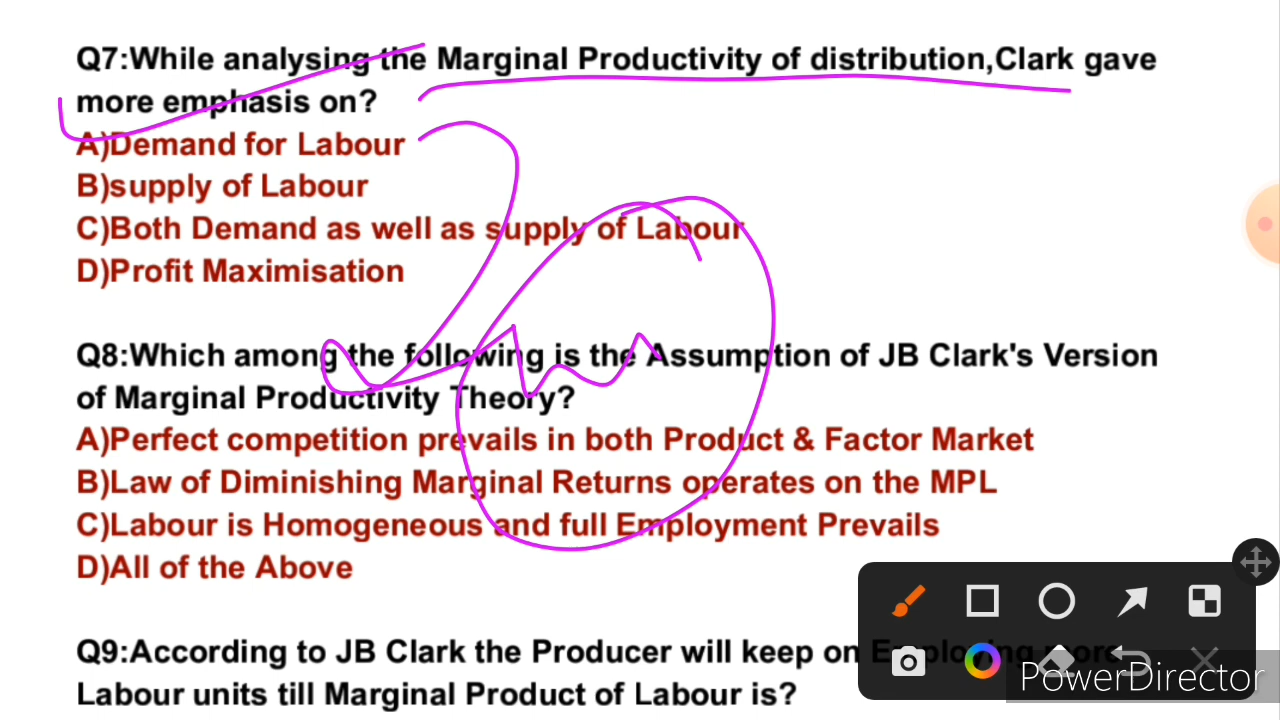 Q7:While analysing the Marginal Productivity of distribution,Clark gave
more emphasis on?
A)Demand for Labour
B)supply of Labour
C)Both Demand as well as supply of Labour
D)Profit Maximisation
Q8:Which among the following is the Assumption of JB Clark's Version
of Marginal Productivity Theory?
A)Perfect competition prevails in both Product & Factor Market
B)Law of Diminishing Marginal Returns operates on the MPL
C)Labour is Homogeneous and full Employment Prevails
D)All of the Above
Q9:According to JB Clark the Producer will keep on Employing more
Labour units till Marginal Product of Labour is?
PowerDirector